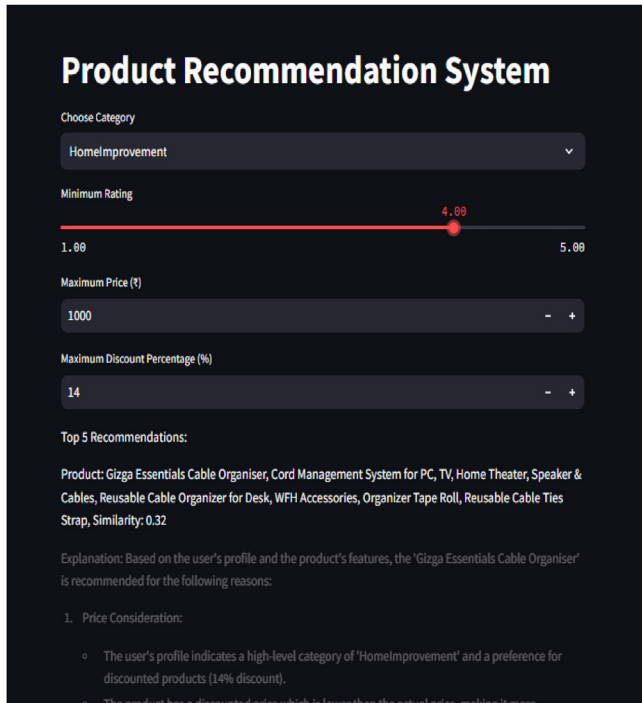 Product Recommendation System
Choose Category
HomeImprovement
Minimum Rating
4.00
1.00 5.00
Maximum Price (₹)
1000 - +
Maximum Discount Percentage (%)
14 - +
Top 5 Recommendations:
Product: Gizga Essentials Cable Organiser, Cord Management System for PC, TV, Home Theater, Speaker &
Cables, Reusable Cable Organizer for Desk, WFH Accessories, Organizer Tape Roll, Reusable Cable Ties
Strap, Similarity: 0.32
Explanation: Based on the user's profile and the product's features, the 'Gizga Essentials Cable Organiser'
is recommended for the following reasons:
1. Price Consideration:
The user's profile indicates a high-level category of 'HomeImprovement' and a preference for
discounted products (14% discount).
The product has a discounted price which is lower than the actual price, making it more